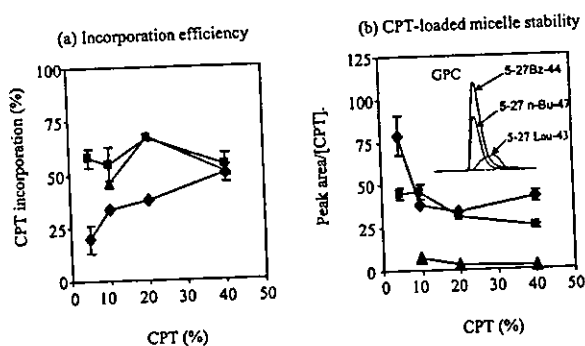 (a) Incorporation efficiency
100
75
50
25
0
CPT incorporation (%)
0 10 20 30 40 50
CPT (%)
(b) CPT-loaded micelle stability
125
100
75
50
25
0
Peak area/[CPT].
GPC
5-27Bz-44
5-27 n-Bu-47
5-27 Lau-43
0 10 20 30 40 50
CPT (%)